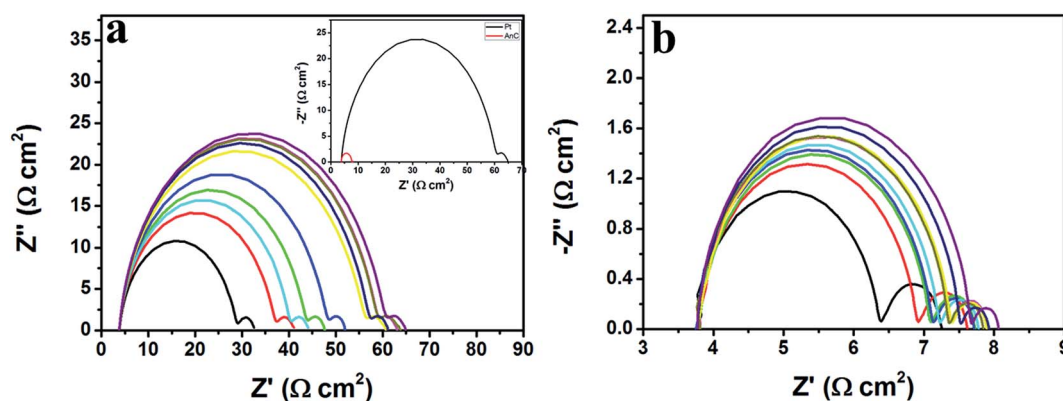 a
Z'' (Ω cm²)
35
30
25
20
15
10
5
0
0 10 20 30 40 50 60 70 80 90
Z' (Ω cm²)
-Z'' (Ω cm²)
25
20
15
10
5
0
0 10 20 30 40 50 60 70
Z' (Ω cm²)
Pt
AnC
b
-Z'' (Ω cm²)
2.4
2.0
1.6
1.2
0.8
0.4
0.0
3 4 5 6 7 8 9
Z' (Ω cm²)